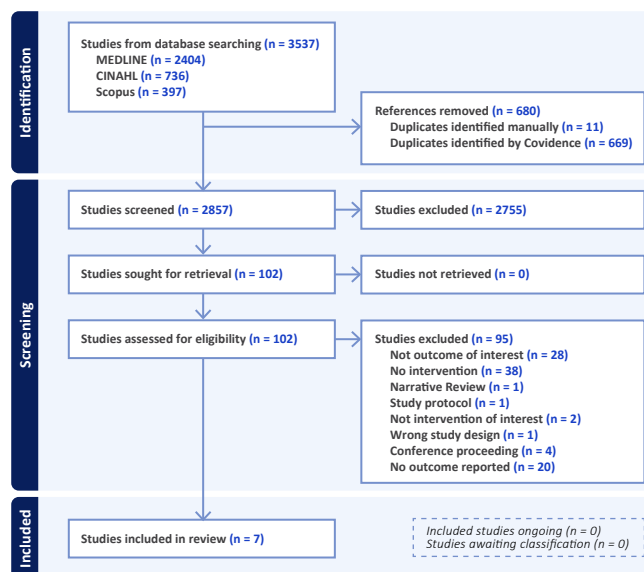 Identification
Studies from database searching (n = 3537)
MEDLINE (n = 2404)
CINAHL (n = 736)
Scopus (n = 397)
References removed (n = 680)
Duplicates identified manually (n = 11)
Duplicates identified by Covidence (n = 669)
Screening
Studies screened (n = 2857)
Studies excluded (n = 2755)
Studies sought for retrieval (n = 102)
Studies not retrieved (n = 0)
Studies assessed for eligibility (n = 102)
Studies excluded (n = 95)
Not outcome of interest (n = 28)
No intervention (n = 38)
Narrative Review (n = 1)
Study protocol (n = 1)
Not intervention of interest (n = 2)
Wrong study design (n = 1)
Conference proceeding (n = 4)
No outcome reported (n = 20)
Included
Studies included in review (n = 7)
Included studies ongoing (n = 0)
Studies awaiting classification (n = 0)